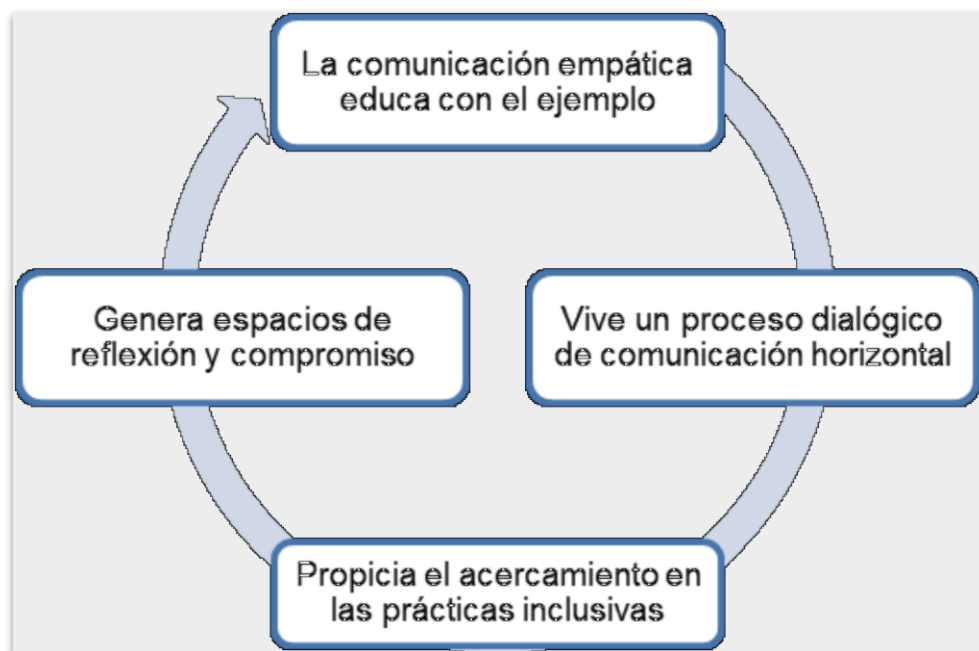 La comunicación empática
educa con el ejemplo
Vive un proceso dialógico
de comunicación horizontal
Propicia el acercamiento en
las prácticas inclusivas
Genera espacios de
reflexión y compromiso